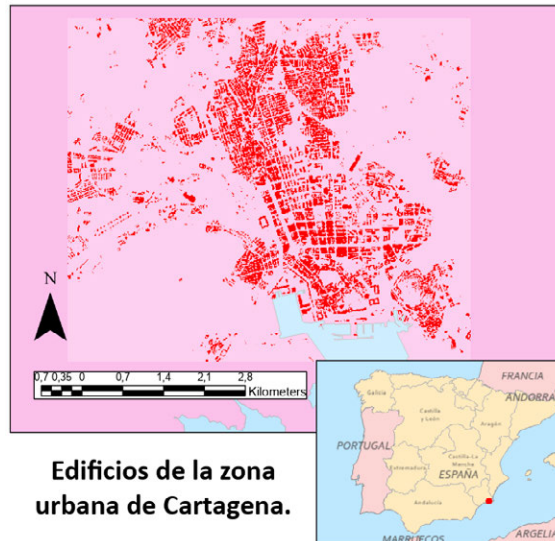 N
0,7 0,35 0 0,7 1,4 2,1 2,8
Kilometers
Edificios de la zona
urbana de Cartagena.
FRANCIA
ANDORRA
Galicia
Castilla
y León
Aragón
PORTUGAL
Castilla-La
Mancha
ESPAÑA
Extremadura
Andalucía
MARRUECOS
ARGELIA